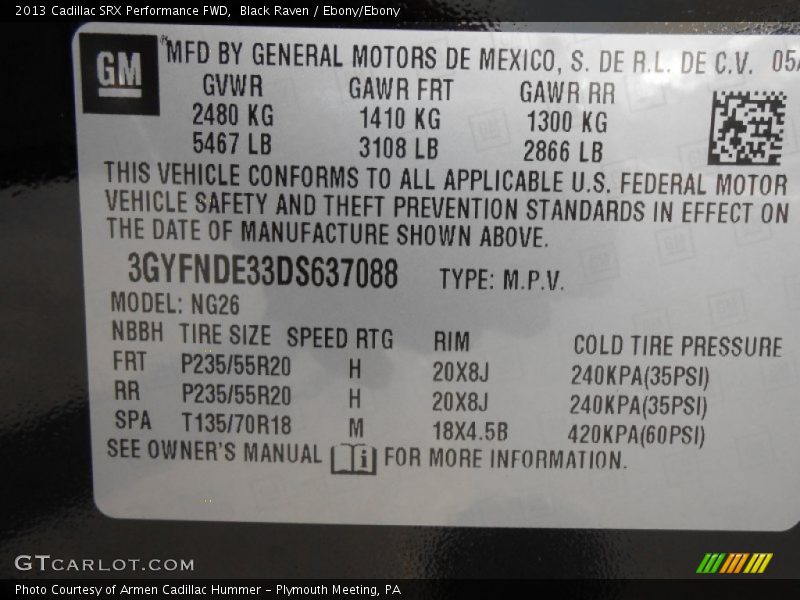 2013 Cadillac SRX Performance FWD,  Black Raven / Ebony/Ebony
GM
® MFD BY GENERAL MOTORS DE MEXICO, S. DE R.L. DE C.V. 05/
GVWR GAWR FRT GAWR RR
2480 KG 1410 KG 1300 KG
5467 LB 3108 LB 2866 LB
THIS VEHICLE CONFORMS TO ALL APPLICABLE U.S. FEDERAL MOTOR
VEHICLE SAFETY AND THEFT PREVENTION STANDARDS IN EFFECT ON
THE DATE OF MANUFACTURE SHOWN ABOVE.
3GYFNDE33DS637088 TYPE: M.P.V.
MODEL: NG26
NBBH TIRE SIZE SPEED RTG RIM COLD TIRE PRESSURE
FRT P235/55R20 H 20X8J 240KPA(35PSI)
RR P235/55R20 H 20X8J 240KPA(35PSI)
SPA T135/70R18 M 18X4.5B 420KPA(60PSI)
SEE OWNER'S MANUAL i FOR MORE INFORMATION.
GTCARLOT.COM
Photo Courtesy of Armen Cadillac Hummer - Plymouth Meeting, PA